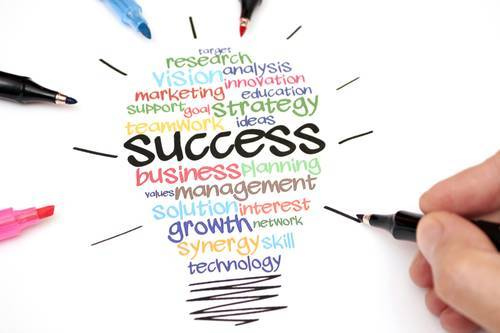 target
research
vision analysis
marketing innovation
education
support goal strategy
teamwork ideas
success
business planning
values management
solution interest
growth network
synergy skill
technology